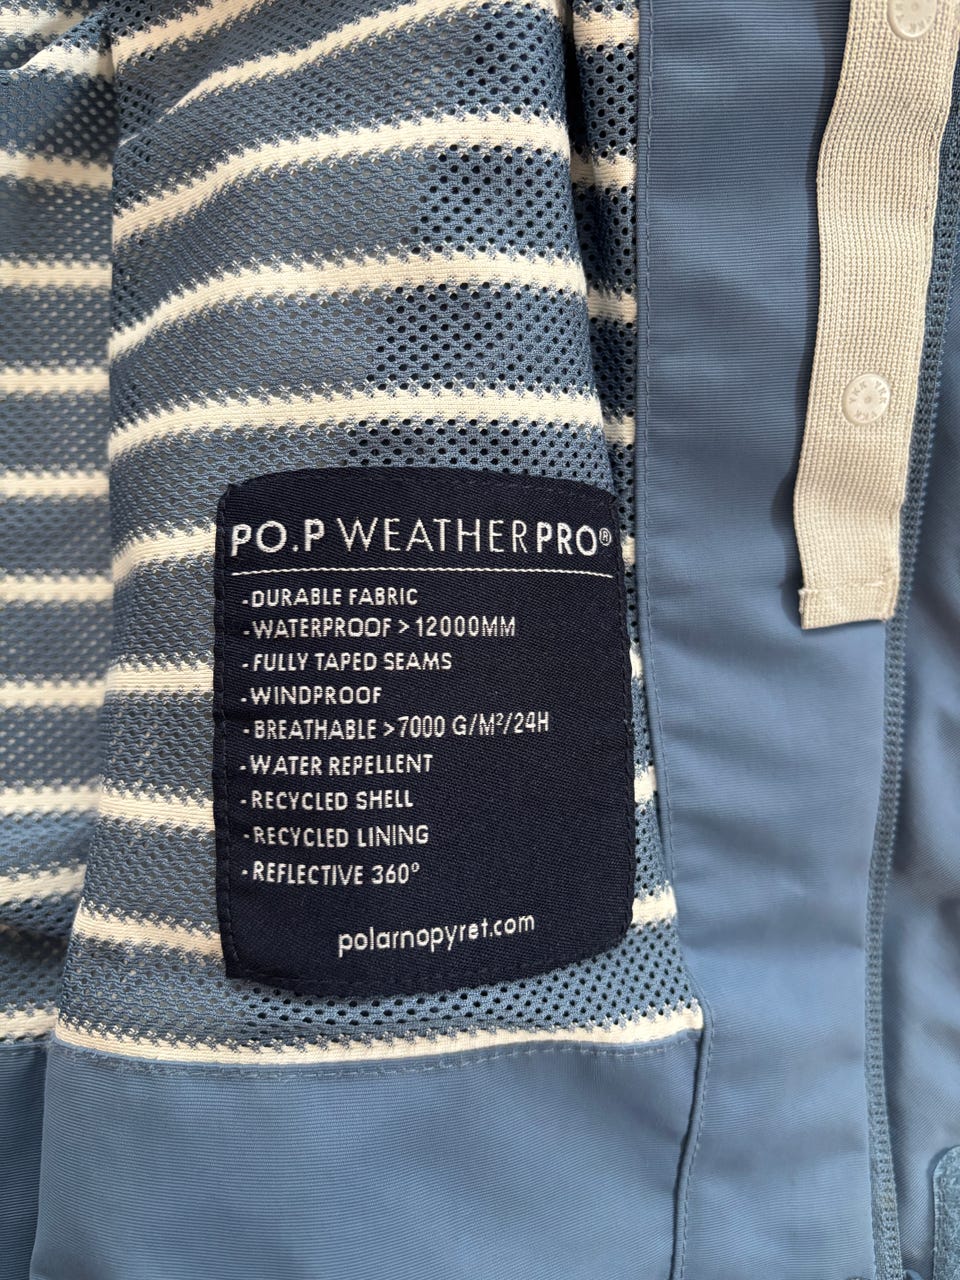 PO.P WEATHERPRO®
-DURABLE FABRIC
-WATERPROOF > 12000MM
-FULLY TAPED SEAMS
-WINDPROOF
-BREATHABLE >7000 G/M²/24H
-WATER REPELLENT
-RECYCLED SHELL
-RECYCLED LINING
-REFLECTIVE 360°
polarnopyret.com